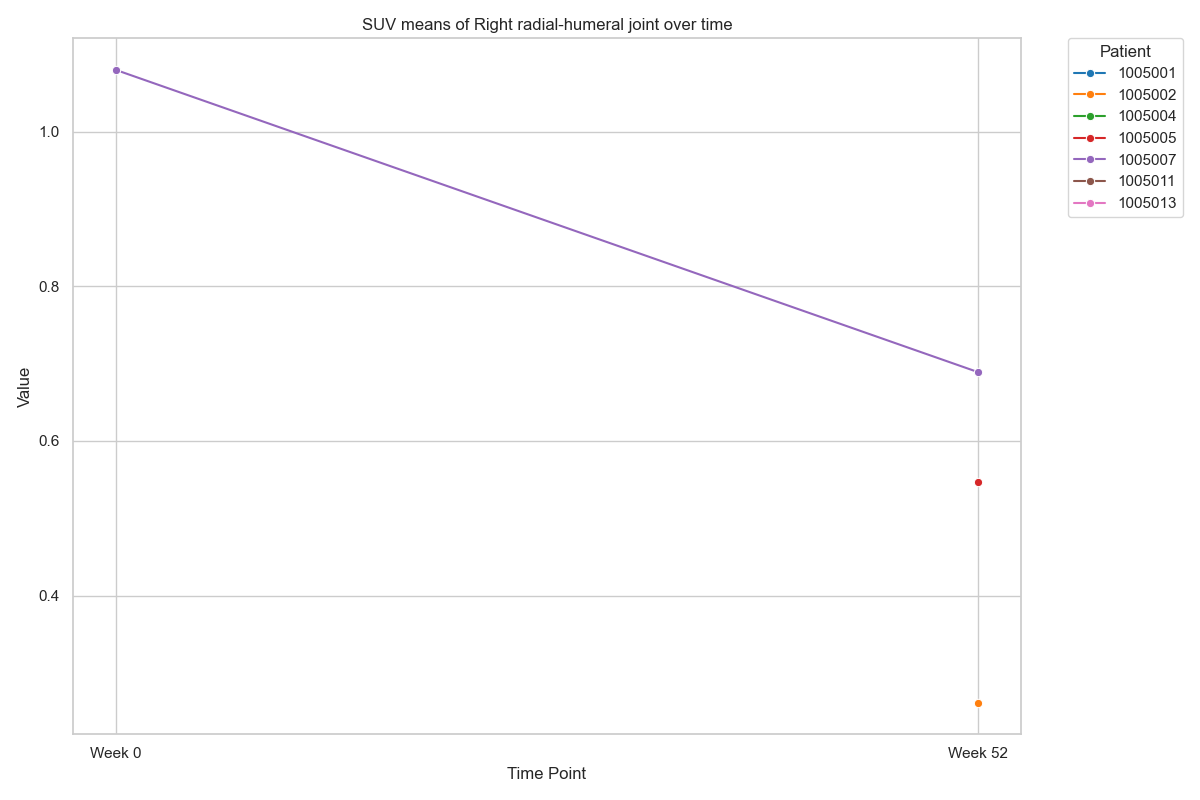 SUV means of Right radial-humeral joint over time
Patient
1005001
1005002
1005004
1005005
1005007
1005011
1005013
Value
1.0
0.8
0.6
0.4
Week 0
Week 52
Time Point